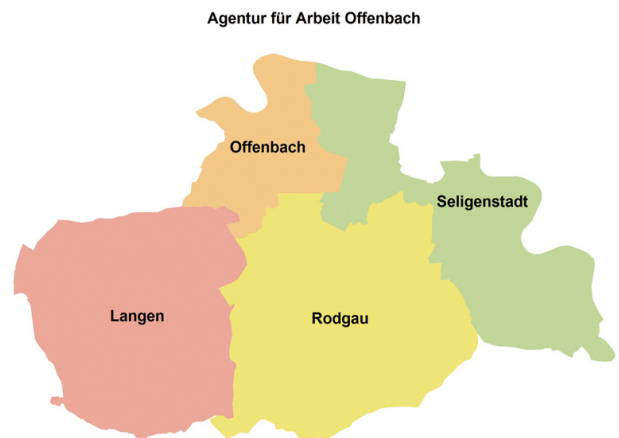 Agentur für Arbeit Offenbach
Offenbach
Seligenstadt
Langen
Rodgau